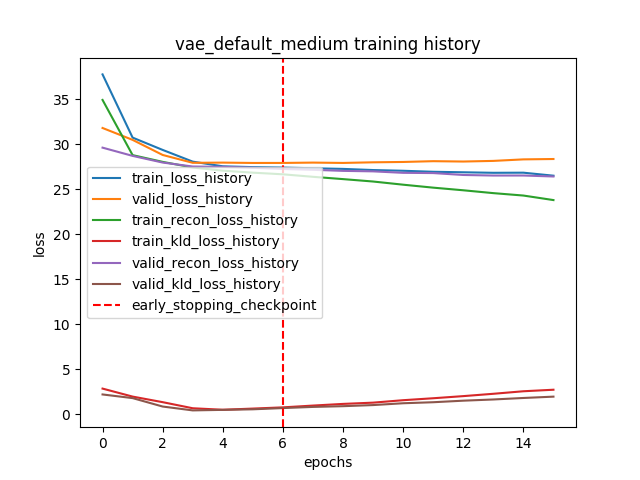 vae_default_medium training history
loss
35
30
25
20
15
10
5
0
train_loss_history
valid_loss_history
train_recon_loss_history
train_kld_loss_history
valid_recon_loss_history
valid_kld_loss_history
early_stopping_checkpoint
0 2 4 6 8 10 12 14
epochs